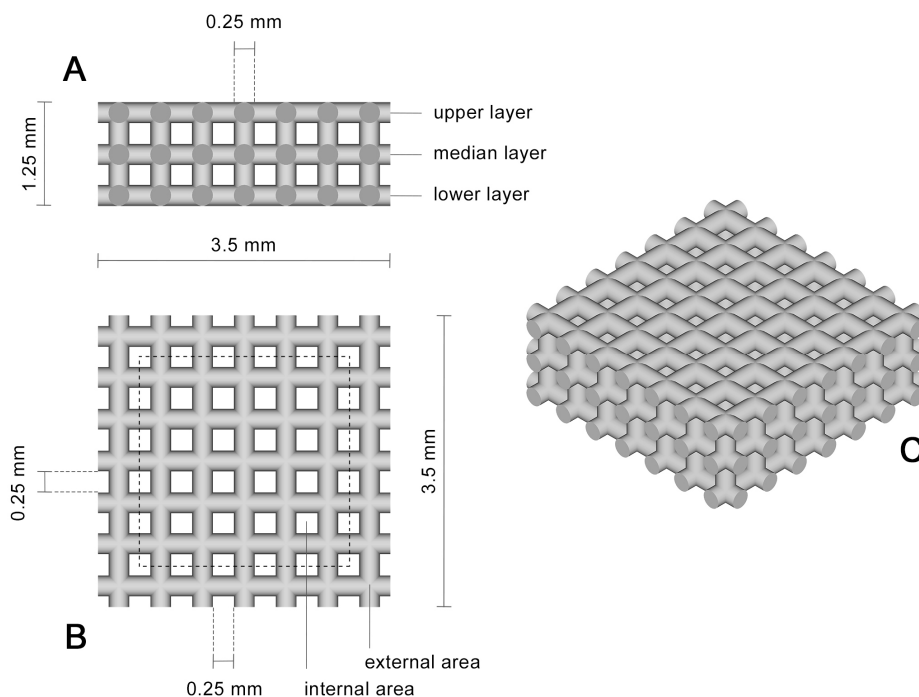 0.25 mm
A
upper layer
1.25 mm
median layer
lower layer
3.5 mm
3.5 mm
0.25 mm
C
B
external area
0.25 mm
internal area